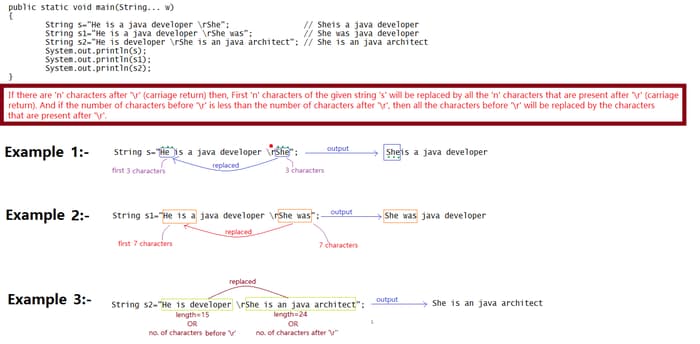 public static void main(String... w)
{
String s="He is a java developer \rShe"; // Sheis a java developer
String s1="He is a java developer \rShe was"; // She was java developer
String s2="He is developer \rShe is an java architect"; // She is an java architect
System.out.println(s);
System.out.println(s1);
System.out.println(s2);
}
If there are 'n' characters after '\r' (carriage return) then, First 'n' characters of the given string 's' will be replaced by all the 'n' characters that are present after '\r' (carriage
return). And if the number of characters before '\r' is less than the number of characters after '\r', then all the characters before '\r' will be replaced by the characters
that are present after '\r'.
Example 1:- String s="He is a java developer \rShe"; output Sheis a java developer
replaced
first 3 characters 3 characters
Example 2:- String s1="He is a java developer \rShe was"; output She was java developer
replaced
first 7 characters 7 characters
replaced
Example 3:- String s2="He is developer \rShe is an java architect"; output She is an java architect
length=15 length=24
OR OR
no. of characters before '\r' no. of characters after '\r''